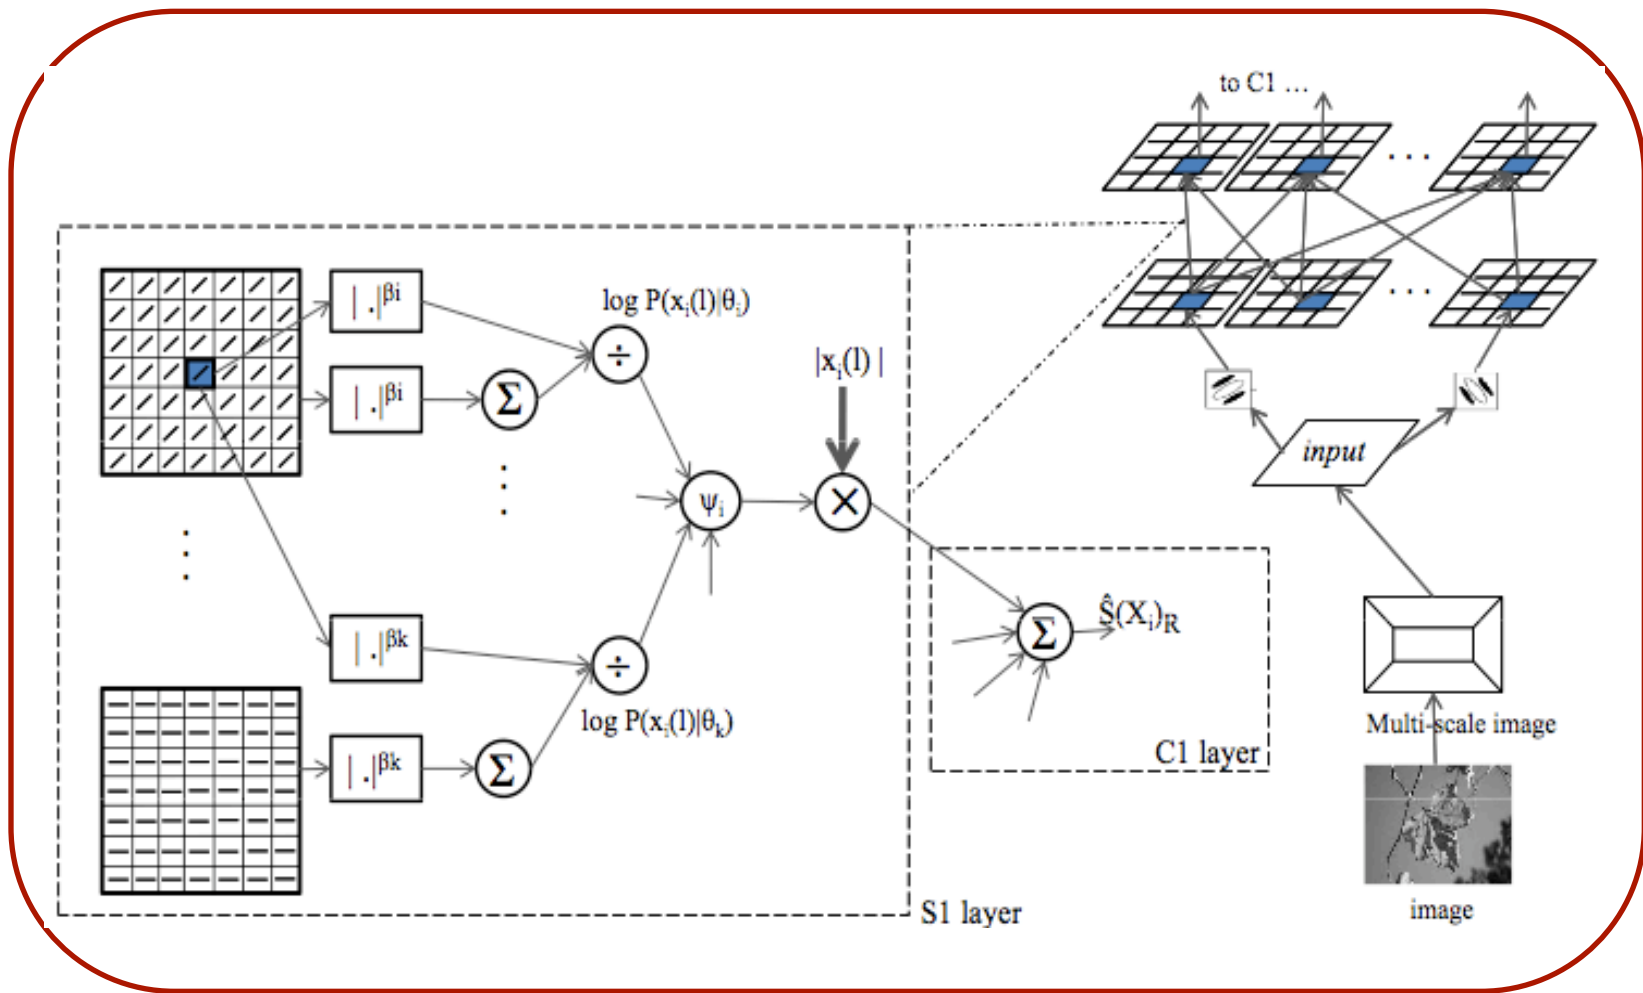 to C1 ...
| .|βi
log P(xᵢ(l)|θᵢ)
÷
|xᵢ(l) |
| .|βi
Σ
input
ψᵢ
×
| .|βk
÷
Σ
Ŝ(Xᵢ)R
log P(xᵢ(l)|θₖ)
Multi-scale image
C1 layer
| .|βk
Σ
S1 layer
image